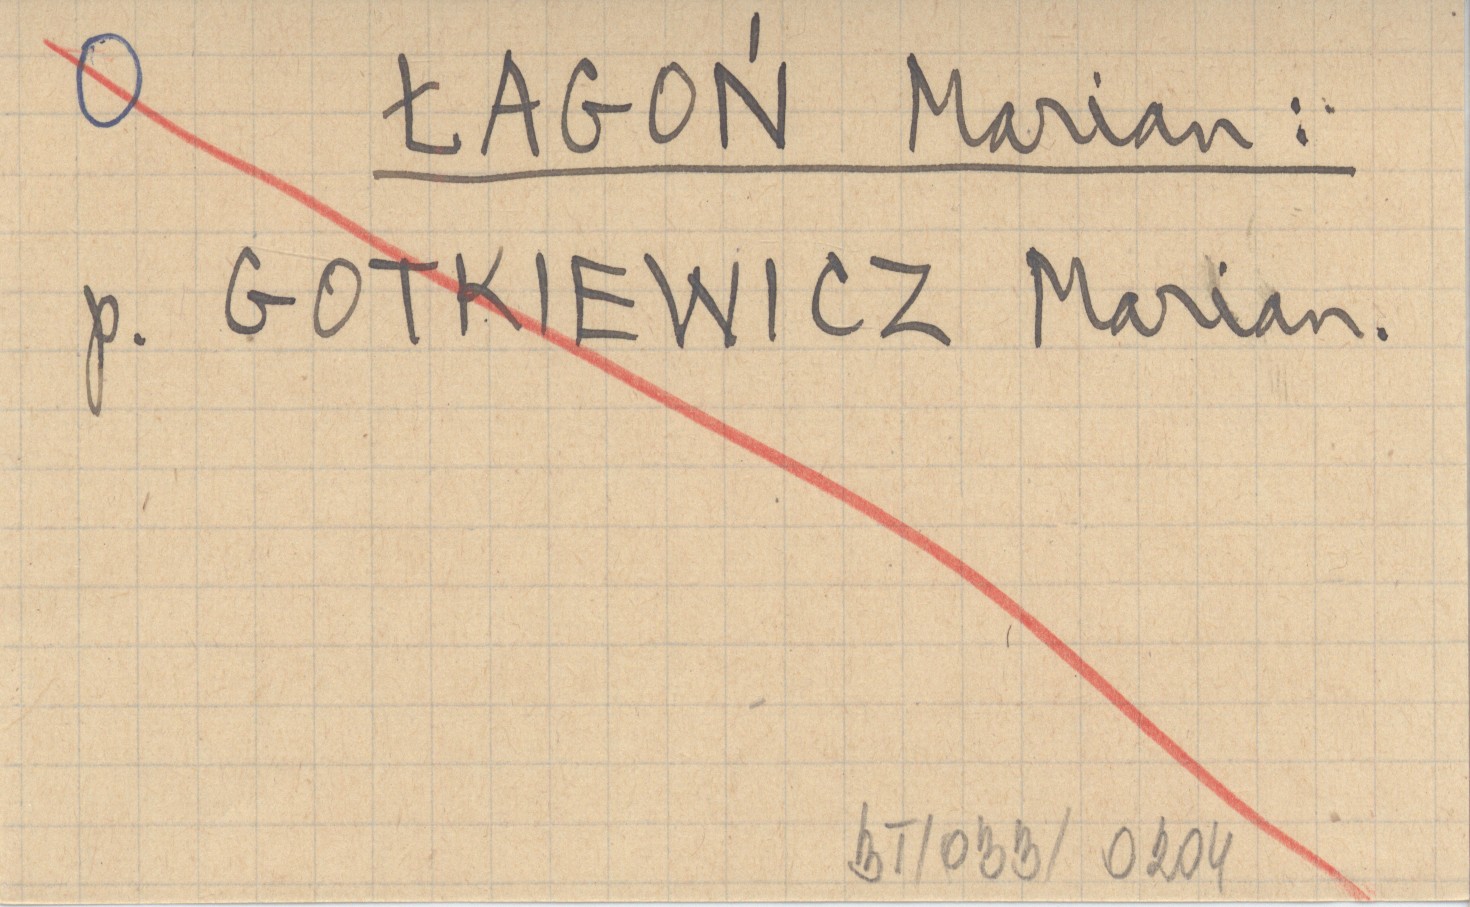 O ŁAGOŃ Marian :
p. GOTKIEWICZ Marian.
BT/033/ 0204